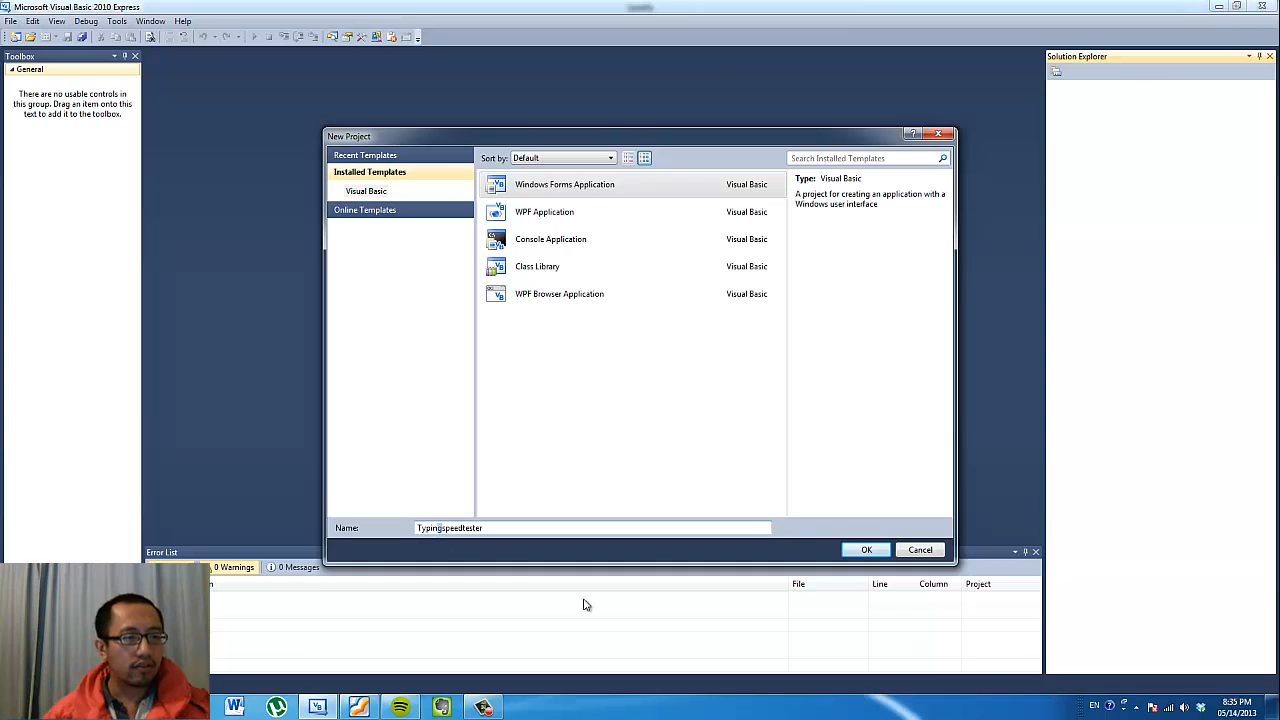 Microsoft Visual Basic 2010 Express
File Edit View Debug Tools Window Help
Toolbox
General
There are no usable controls in
this group. Drag an item onto this
text to add it to the toolbox.
Solution Explorer
New Project
Recent Templates
Installed Templates
Visual Basic
Online Templates
Sort by: Default
Search Installed Templates
Windows Forms Application Visual Basic
WPF Application Visual Basic
Console Application Visual Basic
Class Library Visual Basic
WPF Browser Application Visual Basic
Type: Visual Basic
A project for creating an application with a
Windows user interface
Name: Typingspeedtester
OK Cancel
Error List
0 Warnings 0 Messages
File Line Column Project
EN
8:35 PM
05/14/2013